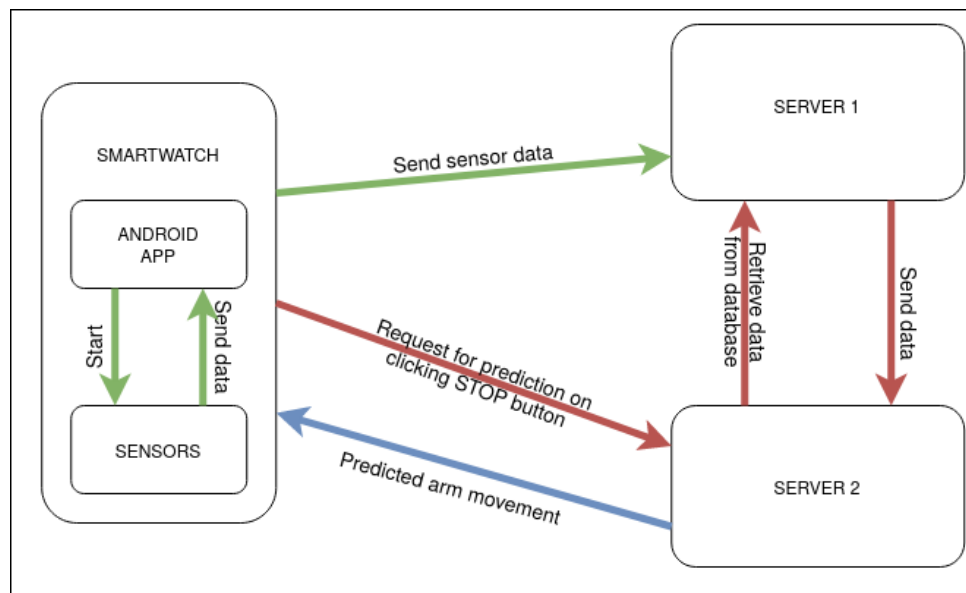 SMARTWATCH
ANDROID
APP
Start
Send data
SENSORS
Send sensor data
SERVER 1
Retrieve data
from database
Send data
Request for prediction on
clicking STOP button
Predicted arm movement
SERVER 2